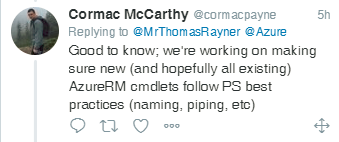 Cormac McCarthy @cormacpayne 5h
Replying to @MrThomasRayner @Azure
Good to know; we're working on making
sure new (and hopefully all existing)
AzureRM cmdlets follow PS best
practices (naming, piping, etc)